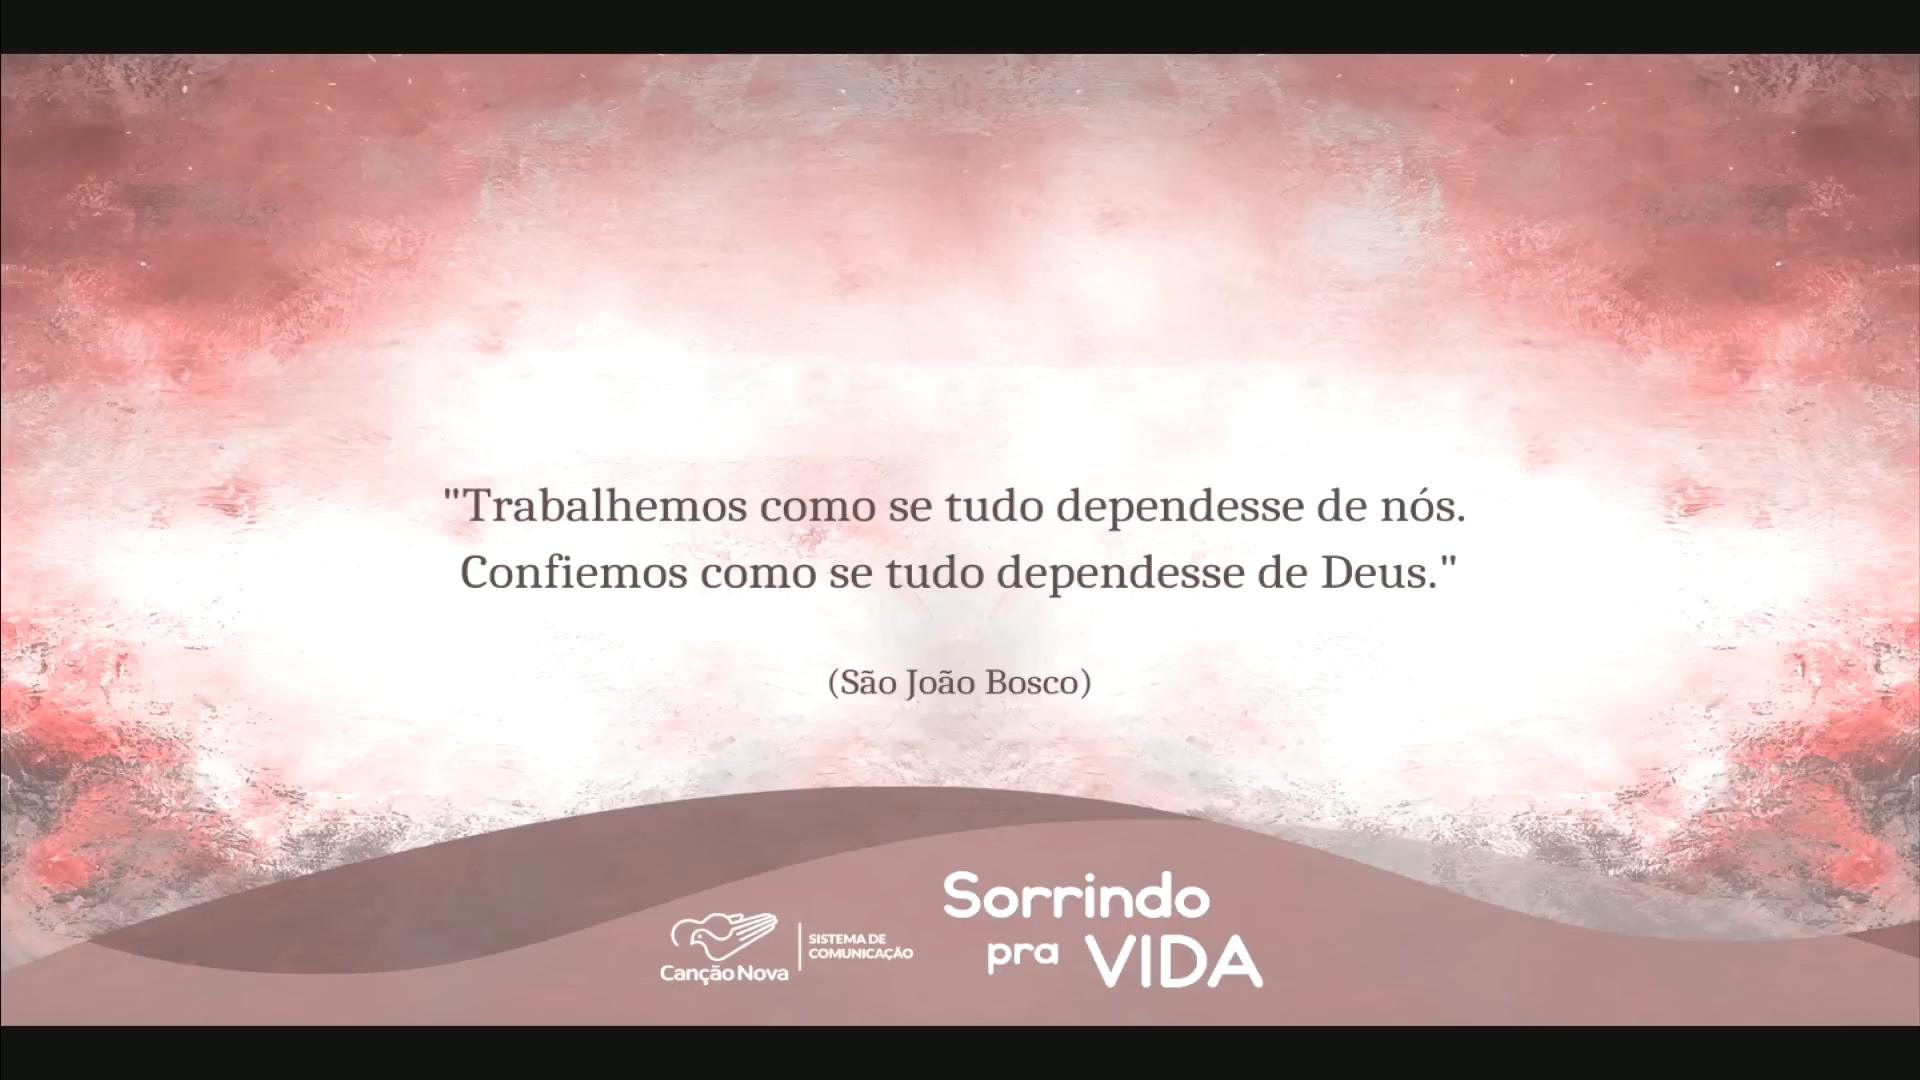 "Trabalhemos como se tudo dependesse de nós.
Confiemos como se tudo dependesse de Deus."
(São João Bosco)
Canção Nova
SISTEMA DE
COMUNICAÇÃO
Sorrindo
pra VIDA